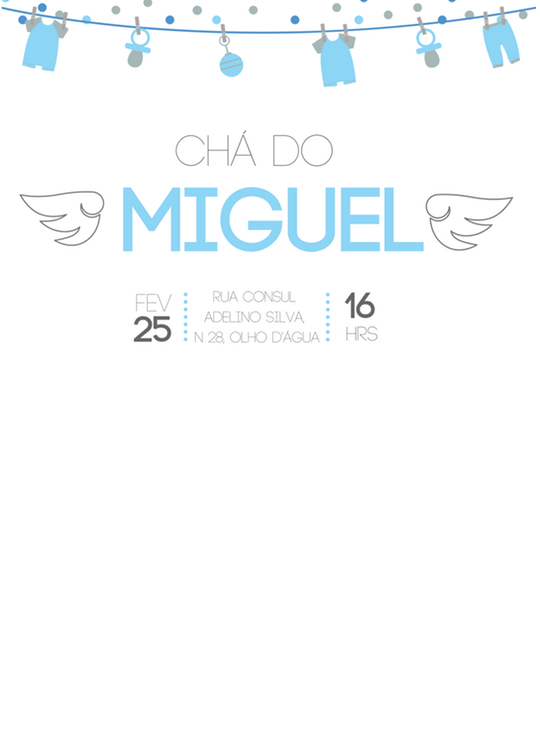 CHÁ DO
MIGUEL
FEV
25
RUA CONSUL
ADELINO SILVA,
N 28, OLHO D'ÁGUA
16
HRS